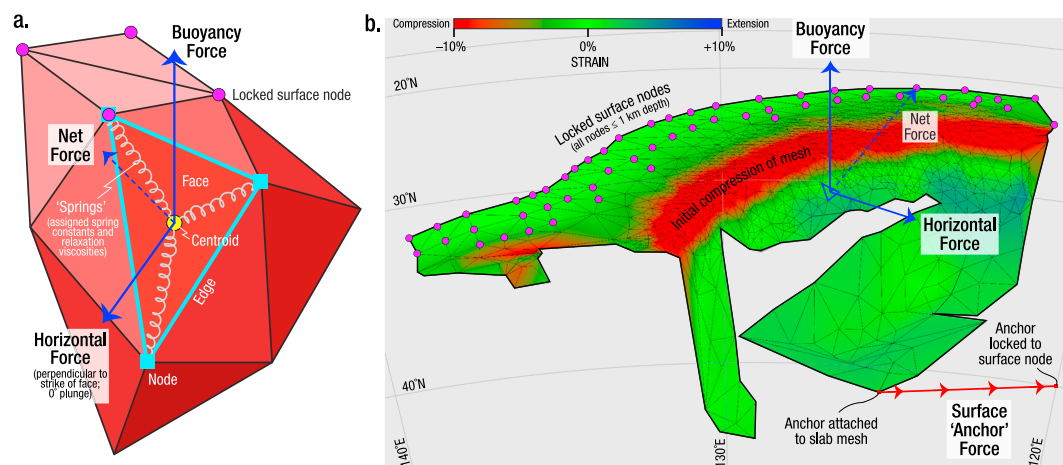 a.
Buoyancy
Force
Locked surface node
Net
Force
Face
‘Springs’
(assigned spring
constants and
relaxation
viscosities)
Centroid
Edge
Horizontal
Force
(perpendicular to
strike of face;
0° plunge)
Node
b.
Compression
Extension
–10%
0%
+10%
STRAIN
Buoyancy
Force
20°N
Locked surface nodes
(all nodes ≤ 1 km depth)
Net
Force
Initial compression of mesh
30°N
Horizontal
Force
Anchor
locked to
surface node
40°N
Anchor attached
to slab mesh
Surface
‘Anchor’
Force
140°E
130°E
120°E